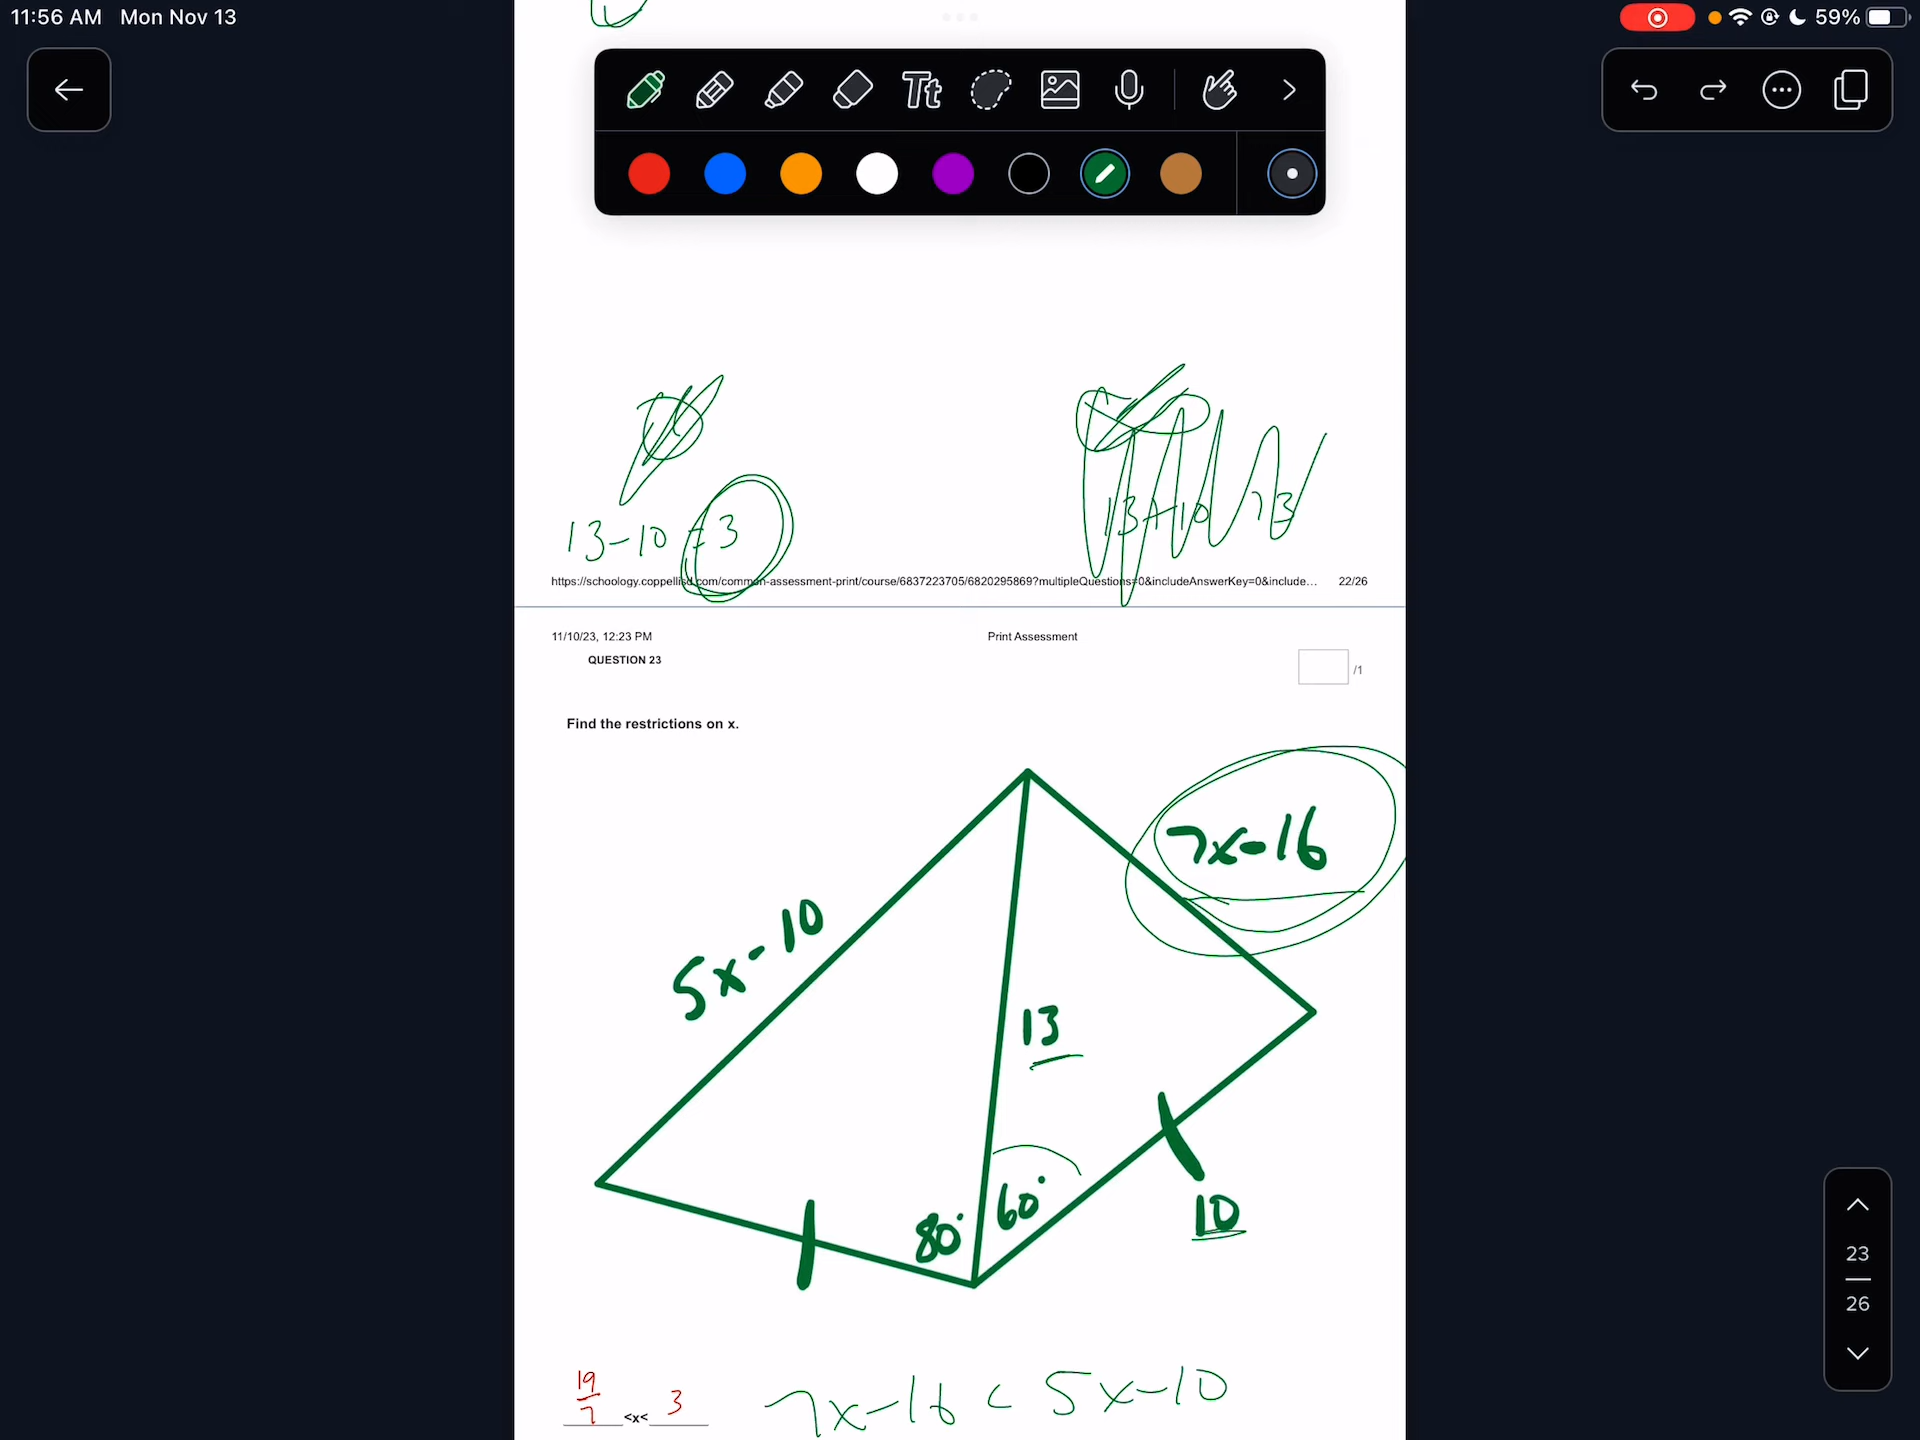 11:56 AM Mon Nov 13
59%
Tt
13-10 = 3
13+10
https://schoology.coppellisd.com/common-assessment-print/course/6837223705/6820295869?multipleQuestions=0&includeAnswerKey=0&include… 22/26
11/10/23, 12:23 PM Print Assessment
QUESTION 23
/1
Find the restrictions on x.
7x-16
5x-10
13
80° 60°
10
23
26
19/7 <x< 3
7x-16 < 5x-10